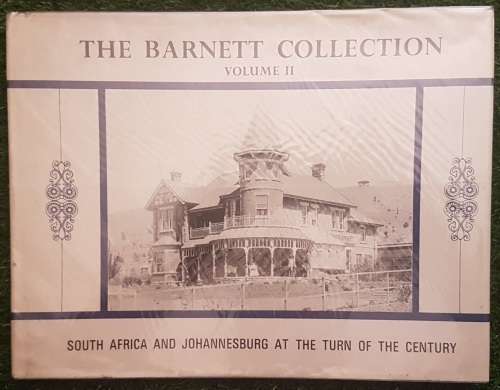 THE BARNETT COLLECTION
VOLUME II
SOUTH AFRICA AND JOHANNESBURG AT THE TURN OF THE CENTURY